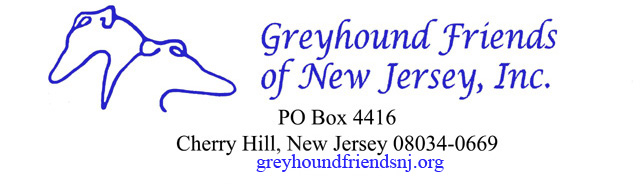 Greyhound Friends
of New Jersey, Inc.
PO Box 4416
Cherry Hill, New Jersey 08034-0669
greyhoundfriendsnj.org